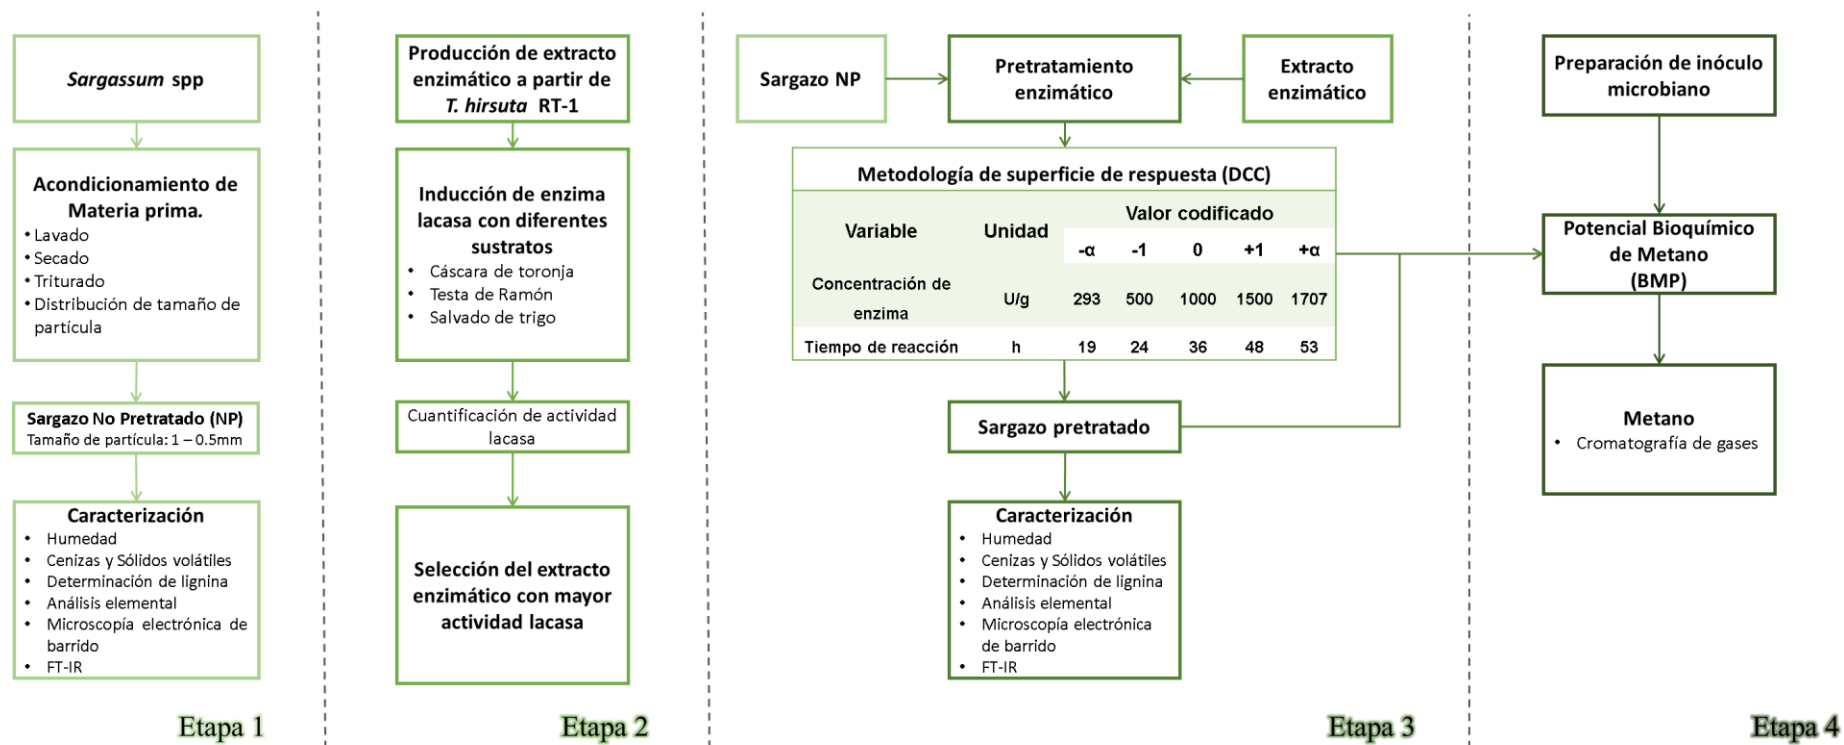 Sargassum spp
Acondicionamiento de
Materia prima.
• Lavado
• Secado
• Triturado
• Distribución de tamaño de
partícula
Sargazo No Pretratado (NP)
Tamaño de partícula: 1 – 0.5mm
Caracterización
• Humedad
• Cenizas y Sólidos volátiles
• Determinación de lignina
• Análisis elemental
• Microscopía electrónica de
barrido
• FT-IR
Etapa 1
Producción de extracto
enzimático a partir de
T. hirsuta RT-1
Inducción de enzima
lacasa con diferentes
sustratos
• Cáscara de toronja
• Testa de Ramón
• Salvado de trigo
Cuantificación de actividad
lacasa
Selección del extracto
enzimático con mayor
actividad lacasa
Etapa 2
Sargazo NP
Pretratamiento
enzimático
Extracto
enzimático
Metodología de superficie de respuesta (DCC)
Variable Unidad Valor codificado
-α -1 0 +1 +α
Concentración de
enzima U/g 293 500 1000 1500 1707
Tiempo de reacción h 19 24 36 48 53
Sargazo pretratado
Caracterización
• Humedad
• Cenizas y Sólidos volátiles
• Determinación de lignina
• Análisis elemental
• Microscopía electrónica
de barrido
• FT-IR
Etapa 3
Preparación de inóculo
microbiano
Potencial Bioquímico
de Metano
(BMP)
Metano
• Cromatografía de gases
Etapa 4